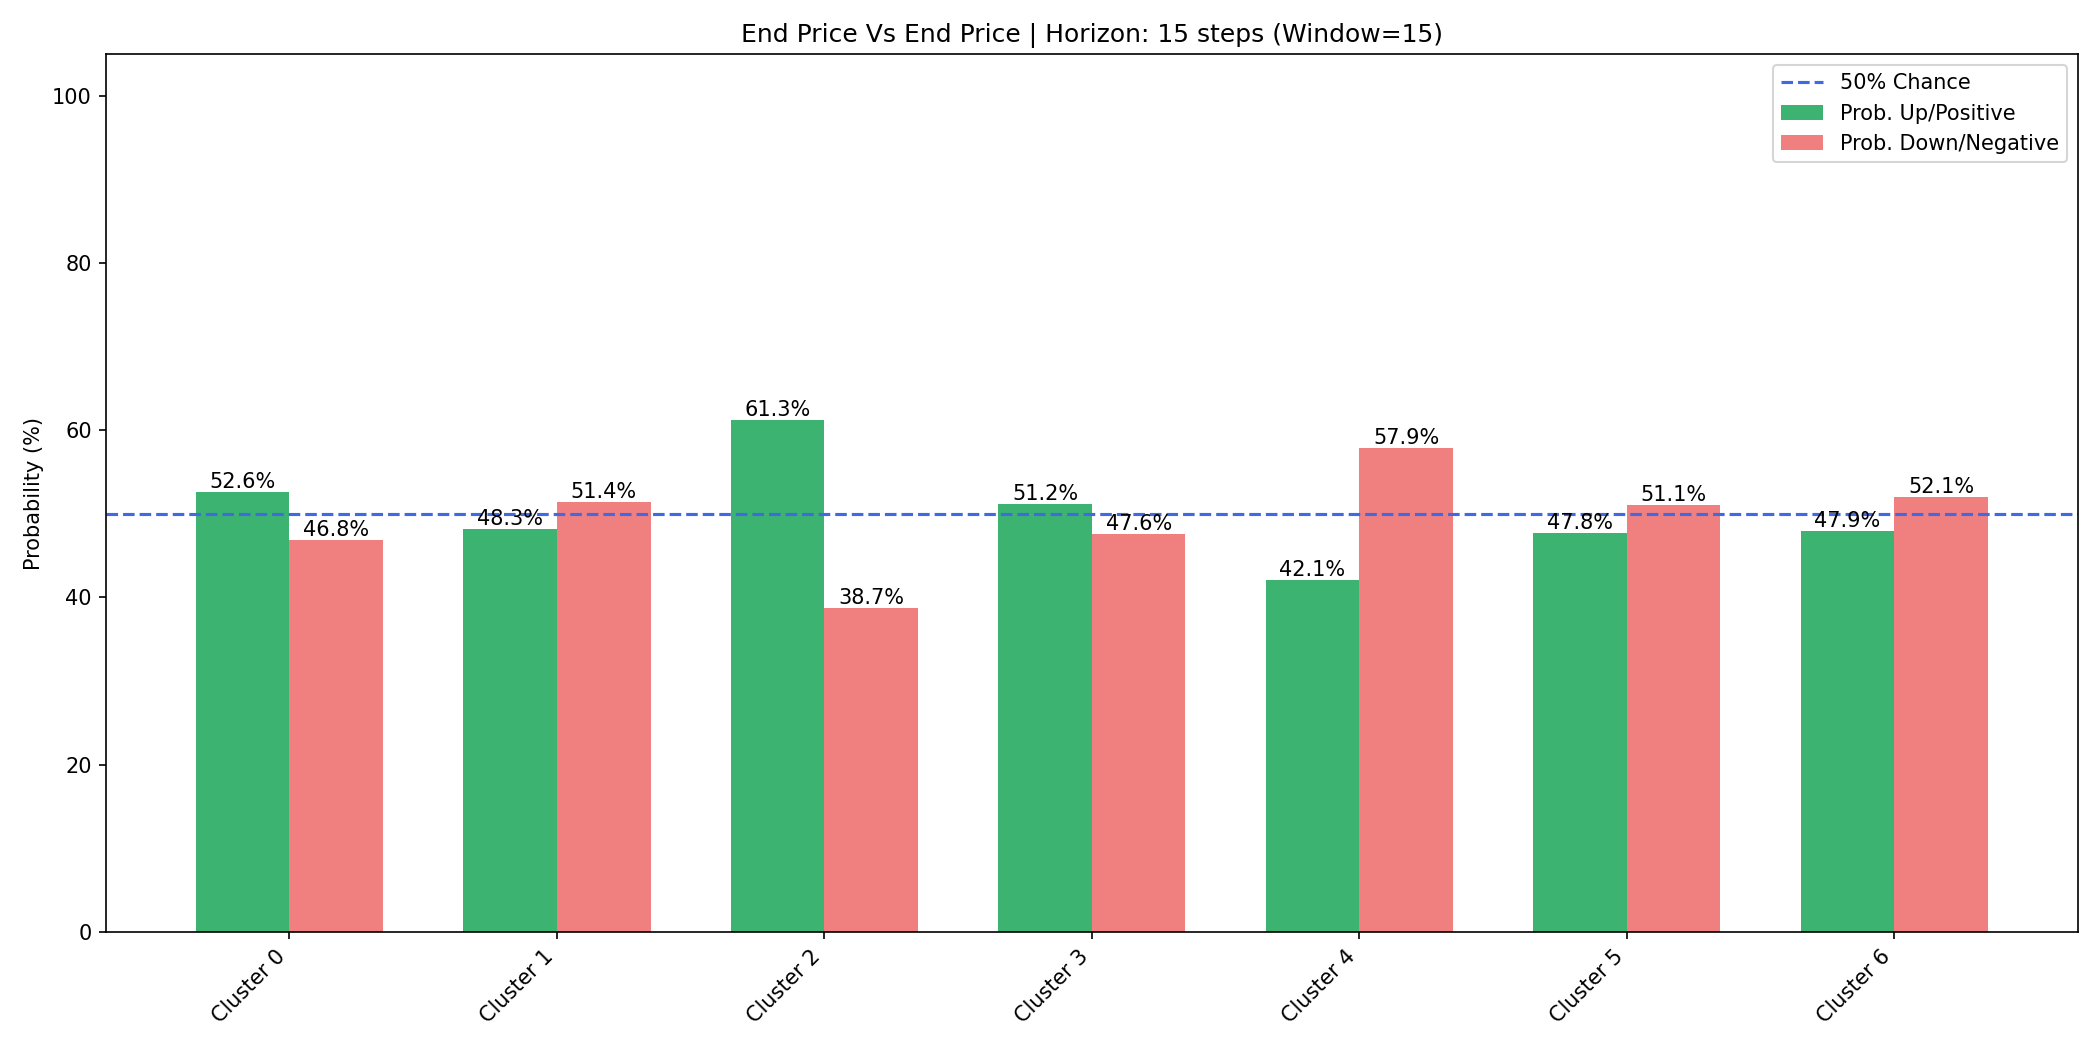 End Price Vs End Price | Horizon: 15 steps (Window=15)
50% Chance
Prob. Up/Positive
Prob. Down/Negative
Probability (%)
100
80
60
40
20
0
52.6%
46.8%
48.3%
51.4%
61.3%
38.7%
51.2%
47.6%
42.1%
57.9%
47.8%
51.1%
47.9%
52.1%
Cluster 0
Cluster 1
Cluster 2
Cluster 3
Cluster 4
Cluster 5
Cluster 6